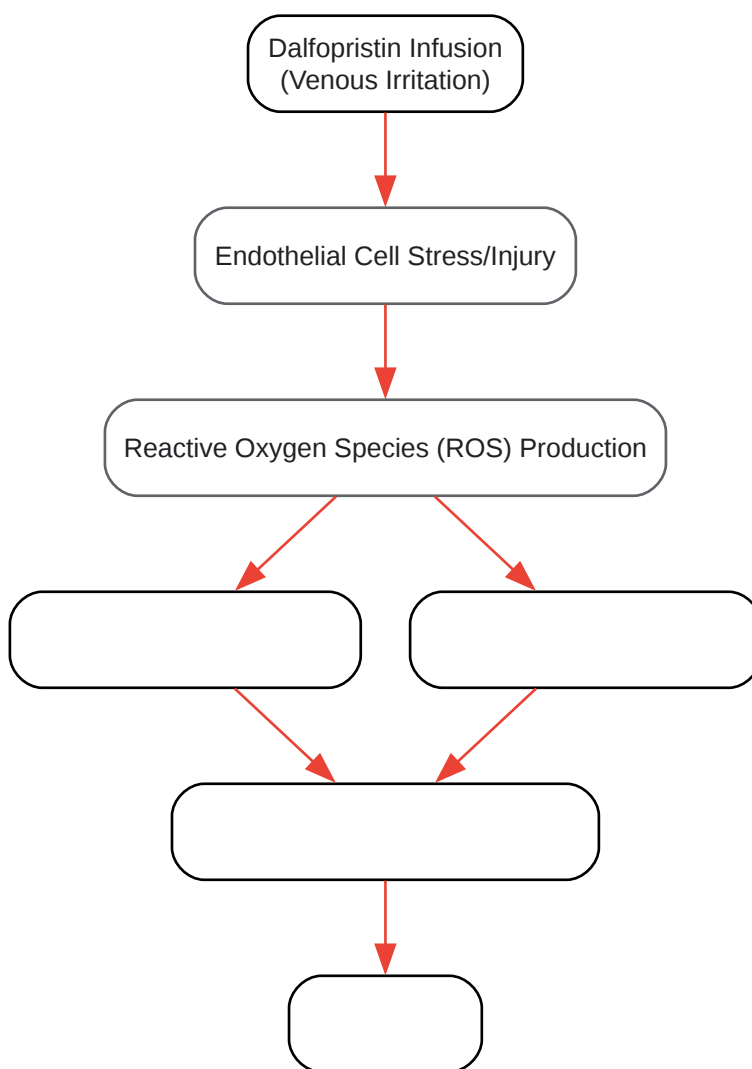 Dalfopristin Infusion
(Venous Irritation)
Endothelial Cell Stress/Injury
Reactive Oxygen Species (ROS) Production